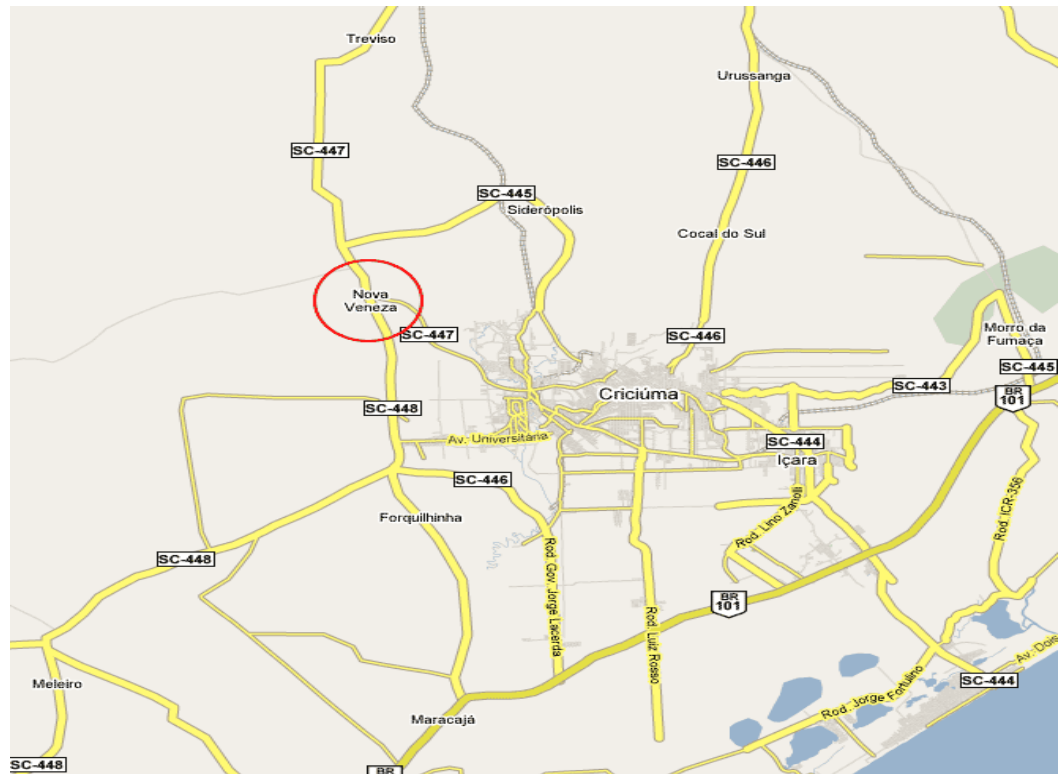 Treviso
Urussanga
SC-447
SC-446
SC-445
Siderópolis
Cocal do Sul
Nova
Veneza
SC-447
SC-446
Morro da
Fumaça
SC-445
SC-443
BR
101
Criciúma
SC-448
Av. Universitária
SC-444
Içara
SC-446
Rod. Lino Zanolli
Rod. ICR-356
Forquilhinha
SC-448
Rod. Gov. Jorge Lacerda
BR
101
Rod. Luiz Rosso
Av. Dois
SC-444
Meleiro
Rod. Jorge Fortulino
Maracajá
SC-448
BR